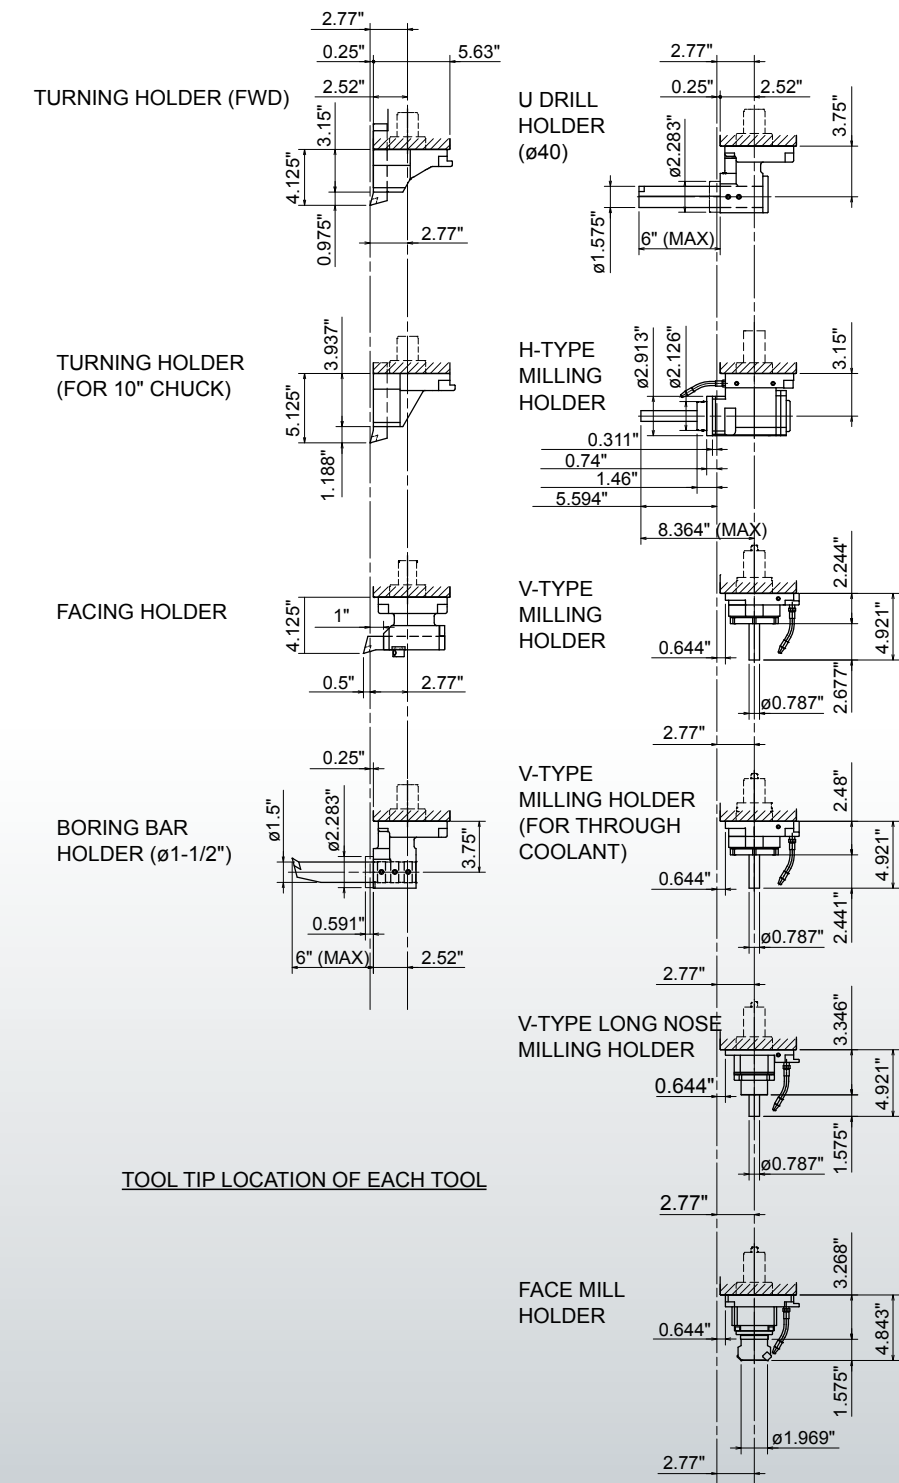 TURNING HOLDER (FWD)
2.77"
0.25"
5.63"
2.52"
3.15"
4.125"
0.975"
2.77"
TURNING HOLDER
(FOR 10" CHUCK)
3.937"
5.125"
1.188"
FACING HOLDER
4.125"
1"
0.5"
2.77"
BORING BAR
HOLDER (ø1-1/2")
0.25"
ø1.5"
ø2.283"
3.75"
0.591"
6" (MAX)
2.52"
TOOL TIP LOCATION OF EACH TOOL
U DRILL
HOLDER
(ø40)
2.77"
0.25"
2.52"
3.75"
ø2.283"
ø1.575"
6" (MAX)
H-TYPE
MILLING
HOLDER
ø2.913"
ø2.126"
3.15"
0.311"
0.74"
1.46"
5.594"
8.364" (MAX)
V-TYPE
MILLING
HOLDER
2.244"
4.921"
0.644"
2.677"
ø0.787"
2.77"
V-TYPE
MILLING HOLDER
(FOR THROUGH
COOLANT)
2.48"
4.921"
0.644"
2.441"
ø0.787"
2.77"
V-TYPE LONG NOSE
MILLING HOLDER
3.346"
4.921"
0.644"
1.575"
ø0.787"
2.77"
FACE MILL
HOLDER
3.268"
4.843"
0.644"
1.575"
ø1.969"
2.77"